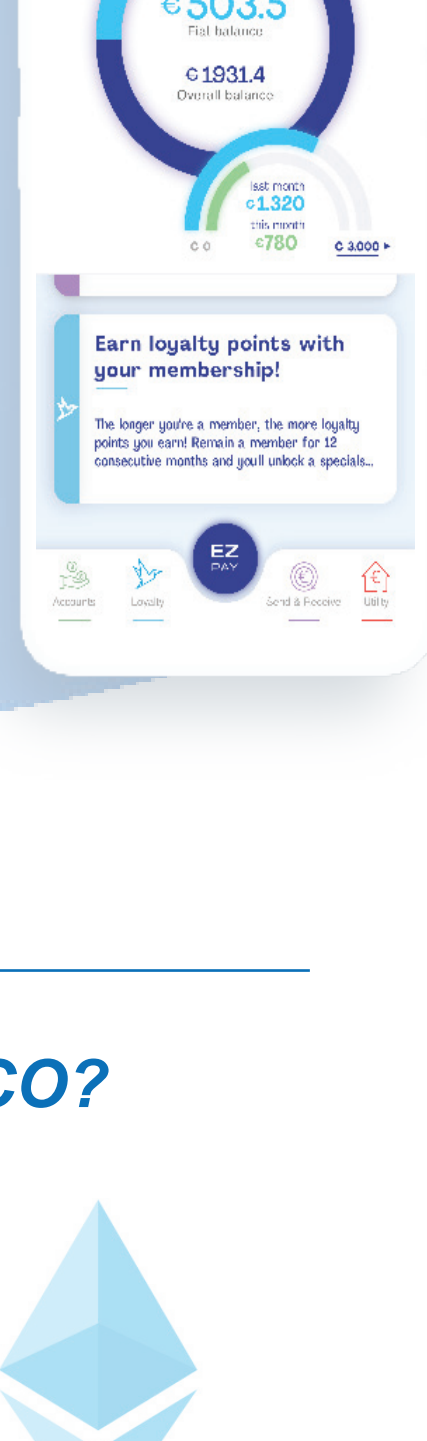 €503.5
Fiat balance
€1931.4
Overall balance
last month
€1.320
this month
€780
€ 0
€ 3.000
Earn loyalty points with
your membership!
The longer you're a member, the more loyalty
points you earn! Remain a member for 12
consecutive months and youll unlock a specials...
EZ
PAY
Accounts
Loyalty
Send & Receive
Utility
CO?